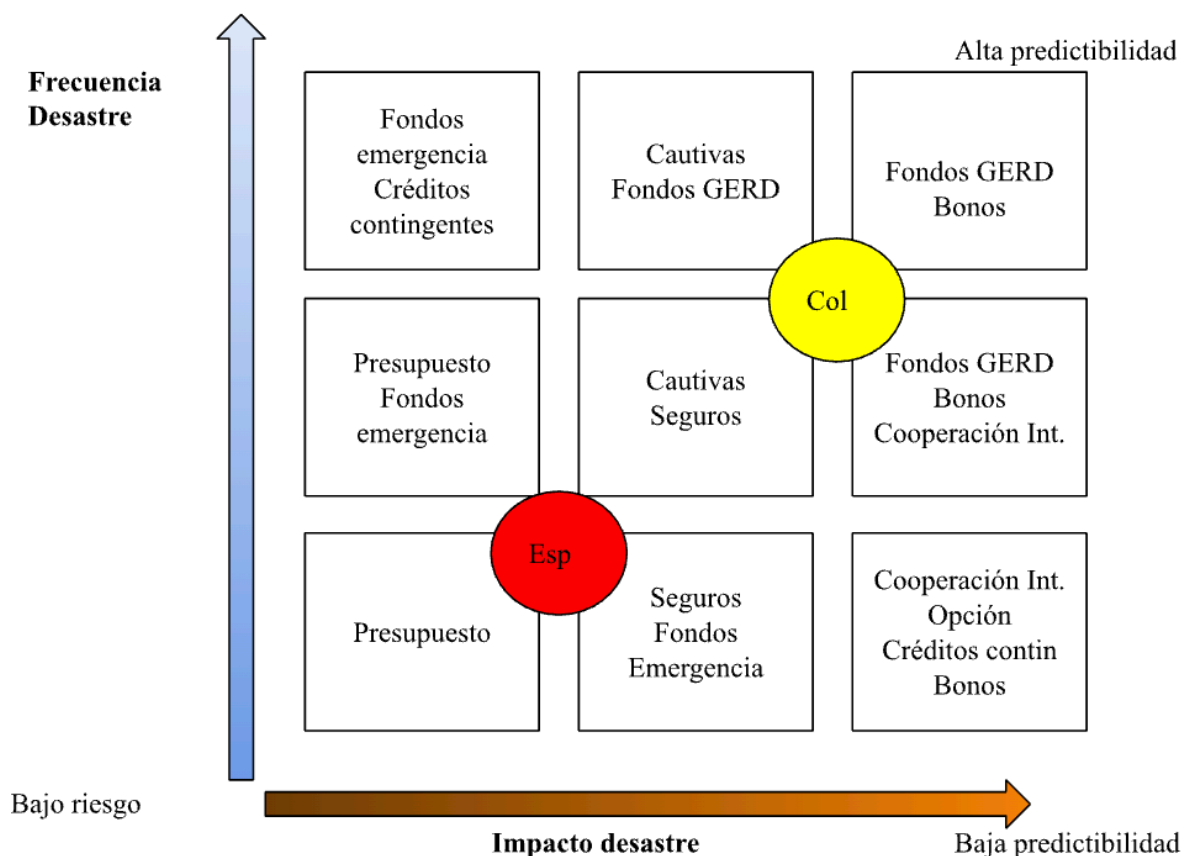 Alta predictibilidad
Frecuencia
Desastre
Fondos
emergencia
Créditos
contingentes
Cautivas
Fondos GERD
Fondos GERD
Bonos
Col
Presupuesto
Fondos
emergencia
Cautivas
Seguros
Fondos GERD
Bonos
Cooperación Int.
Esp
Presupuesto
Seguros
Fondos
Emergencia
Cooperación Int.
Opción
Créditos contin
Bonos
Bajo riesgo
Impacto desastre
Baja predictibilidad